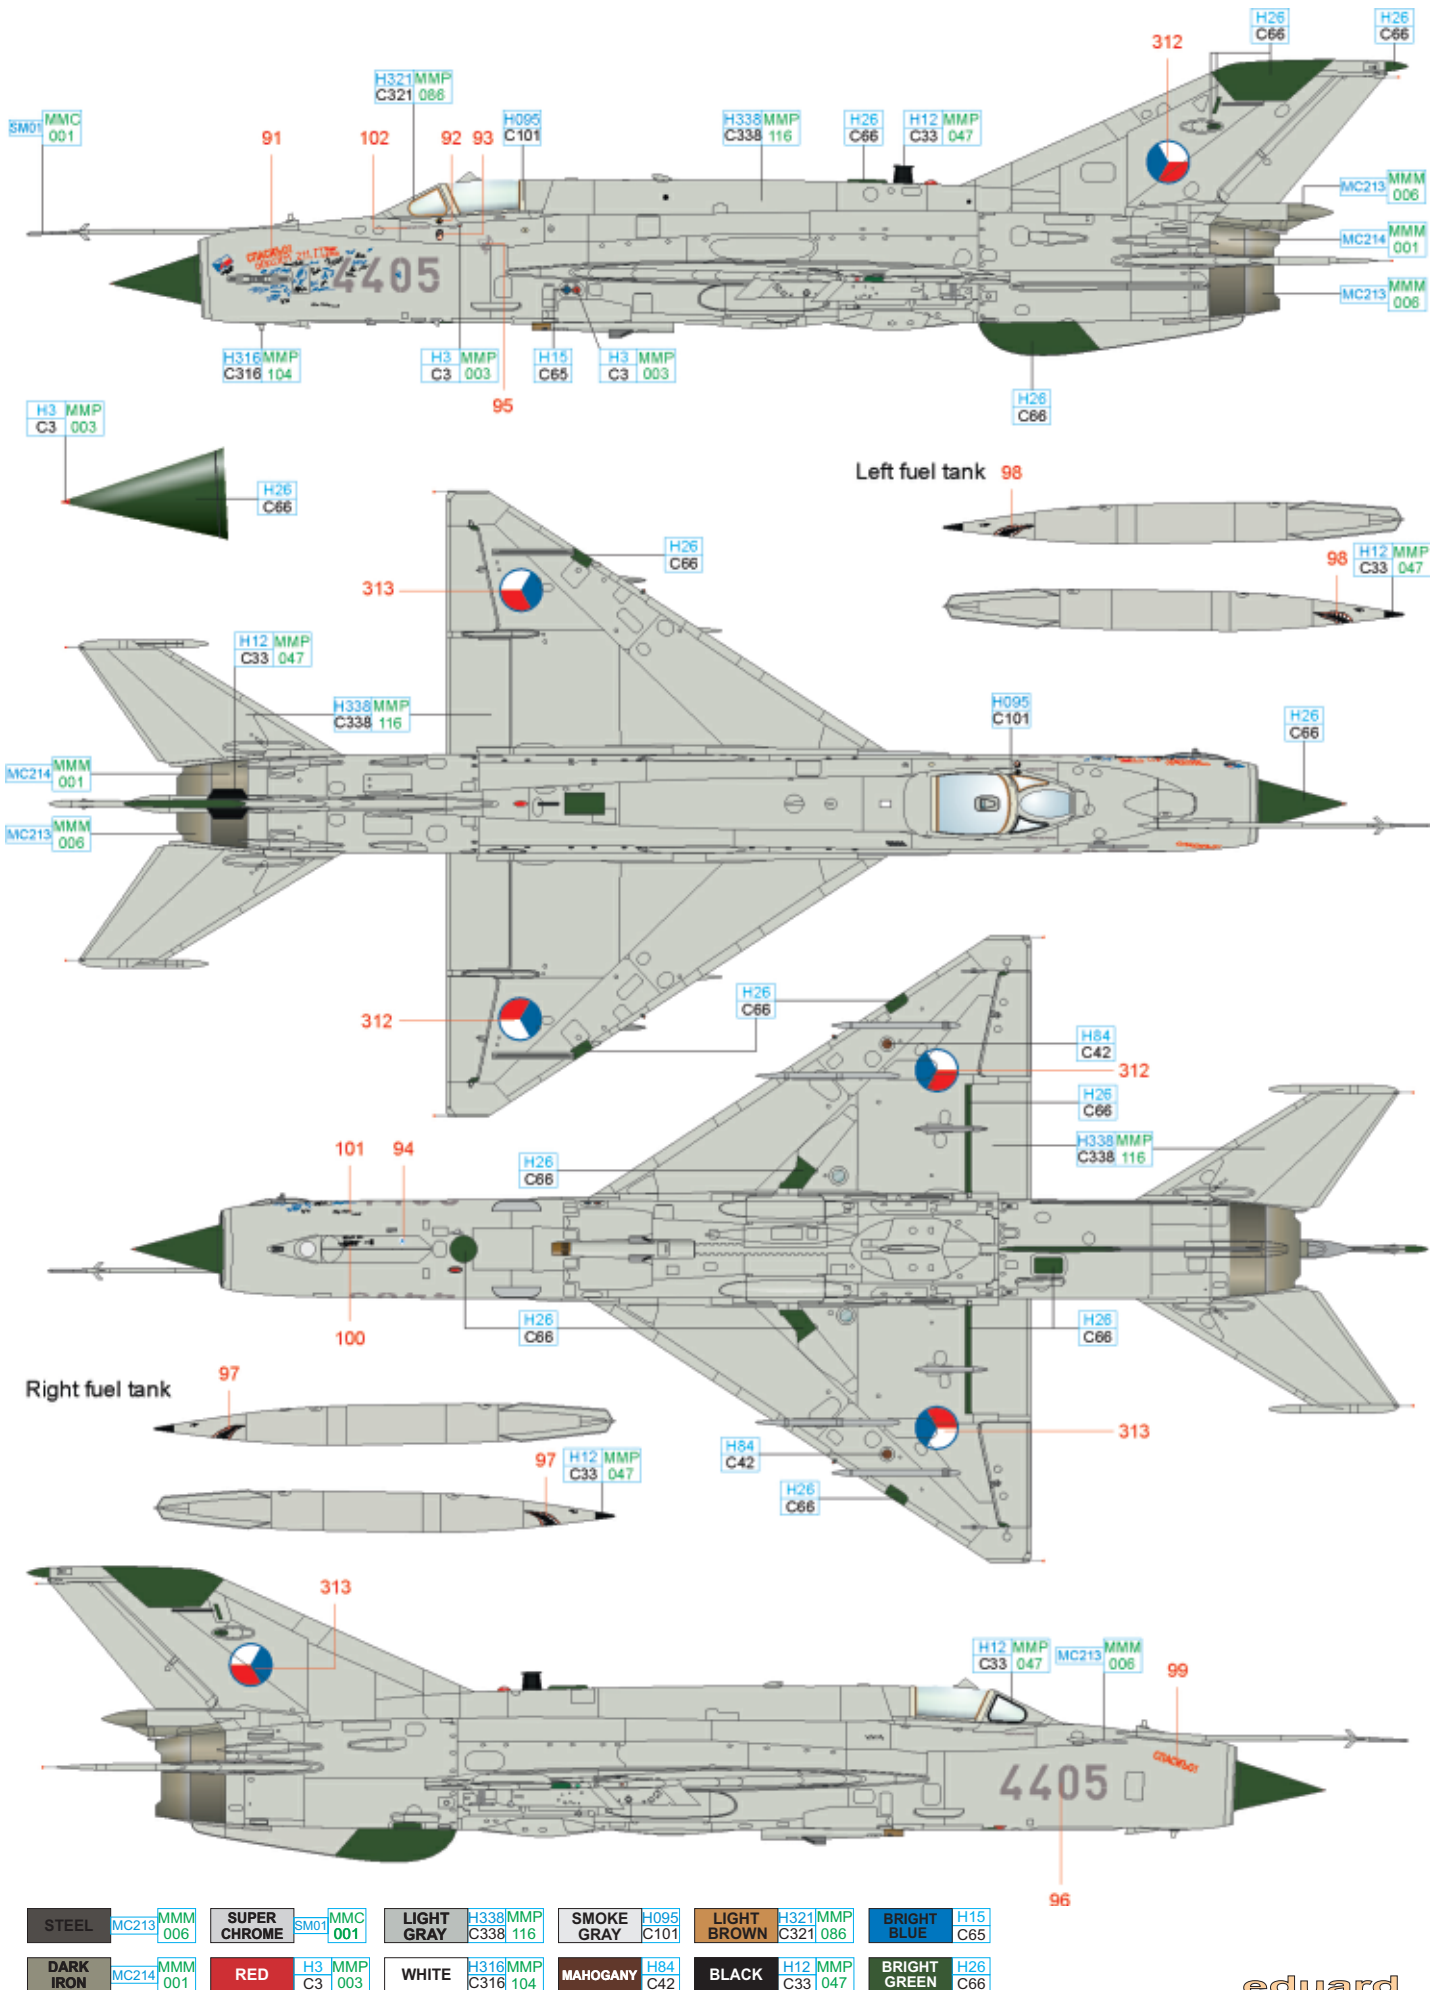 H26
C66
H26
C66
312
H321 MMP
C321 086
SM01 MMC
001
91
102
92
93
H095
C101
H338 MMP
C338 116
H26
C66
H12 MMP
C33 047
MC213 MMM
006
MC214 MMM
001
MC213 MMM
006
4405
H316 MMP
C316 104
H3 MMP
C3 003
H15
C65
H3 MMP
C3 003
95
H26
C66
H3 MMP
C3 003
H26
C66
Left fuel tank 98
H26
C66
98
H12 MMP
C33 047
313
H12 MMP
C33 047
H338 MMP
C338 116
H095
C101
H26
C66
MC214 MMM
001
MC213 MMM
006
312
H26
C66
H84
C42
312
H26
C66
H338 MMP
C338 116
101
94
H26
C66
100
H26
C66
H26
C66
Right fuel tank
97
97
H12 MMP
C33 047
H84
C42
313
H26
C66
313
H12 MMP
C33 047
MC213 MMM
006
99
СПАСИЬО!
4405
96
STEEL MC213 MMM 006
SUPER CHROME SM01 MMC 001
LIGHT GRAY H338 C338 MMP 116
SMOKE GRAY H095 C101
LIGHT BROWN H321 C321 MMP 086
BRIGHT BLUE H15 C65
DARK IRON MC214 MMM 001
RED H3 C3 MMP 003
WHITE H316 C316 MMP 104
MAHOGANY H84 C42
BLACK H12 C33 MMP 047
BRIGHT GREEN H26 C66
eduard